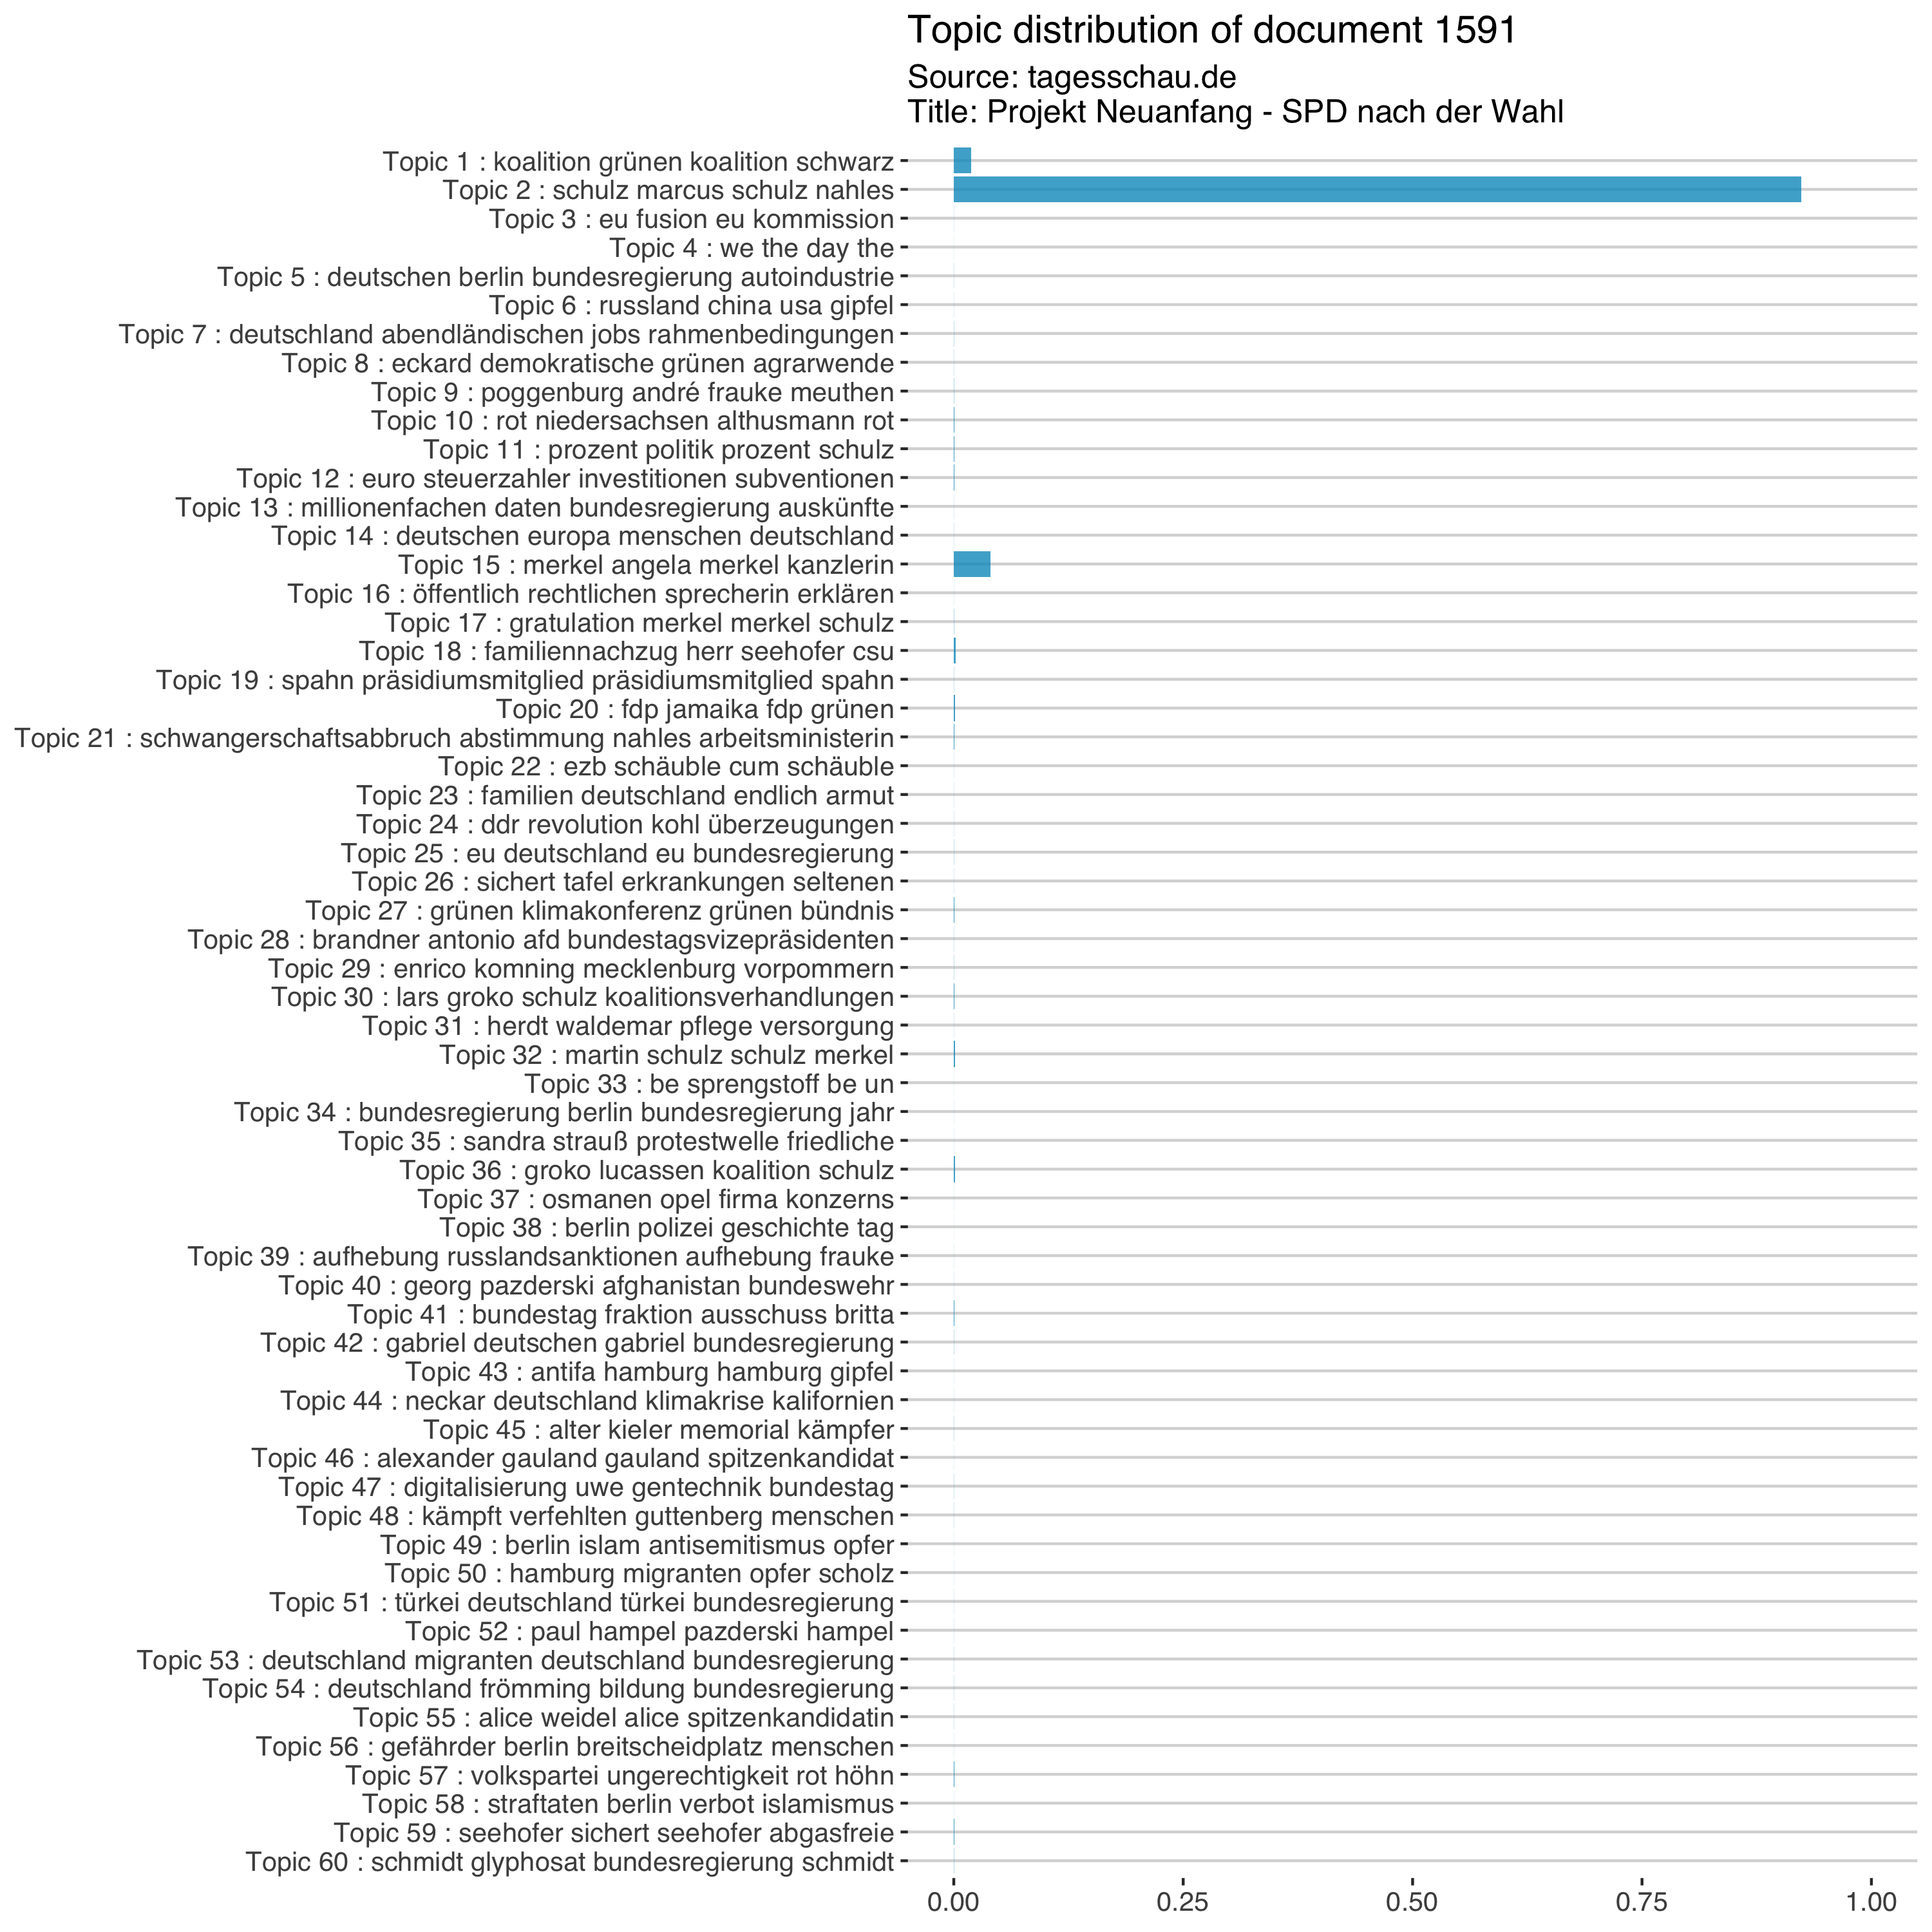 Topic distribution of document 1591
Source: tagesschau.de
Title: Projekt Neuanfang - SPD nach der Wahl
Topic 1 : koalition grünen koalition schwarz
Topic 2 : schulz marcus schulz nahles
Topic 3 : eu fusion eu kommission
Topic 4 : we the day the
Topic 5 : deutschen berlin bundesregierung autoindustrie
Topic 6 : russland china usa gipfel
Topic 7 : deutschland abendländischen jobs rahmenbedingungen
Topic 8 : eckard demokratische grünen agrarwende
Topic 9 : poggenburg andré frauke meuthen
Topic 10 : rot niedersachsen althusmann rot
Topic 11 : prozent politik prozent schulz
Topic 12 : euro steuerzahler investitionen subventionen
Topic 13 : millionenfachen daten bundesregierung auskünfte
Topic 14 : deutschen europa menschen deutschland
Topic 15 : merkel angela merkel kanzlerin
Topic 16 : öffentlich rechtlichen sprecherin erklären
Topic 17 : gratulation merkel merkel schulz
Topic 18 : familiennachzug herr seehofer csu
Topic 19 : spahn präsidiumsmitglied präsidiumsmitglied spahn
Topic 20 : fdp jamaika fdp grünen
Topic 21 : schwangerschaftsabbruch abstimmung nahles arbeitsministerin
Topic 22 : ezb schäuble cum schäuble
Topic 23 : familien deutschland endlich armut
Topic 24 : ddr revolution kohl überzeugungen
Topic 25 : eu deutschland eu bundesregierung
Topic 26 : sichert tafel erkrankungen seltenen
Topic 27 : grünen klimakonferenz grünen bündnis
Topic 28 : brandner antonio afd bundestagsvizepräsidenten
Topic 29 : enrico komning mecklenburg vorpommern
Topic 30 : lars groko schulz koalitionsverhandlungen
Topic 31 : herdt waldemar pflege versorgung
Topic 32 : martin schulz schulz merkel
Topic 33 : be sprengstoff be un
Topic 34 : bundesregierung berlin bundesregierung jahr
Topic 35 : sandra strauß protestwelle friedliche
Topic 36 : groko lucassen koalition schulz
Topic 37 : osmanen opel firma konzerns
Topic 38 : berlin polizei geschichte tag
Topic 39 : aufhebung russlandsanktionen aufhebung frauke
Topic 40 : georg pazderski afghanistan bundeswehr
Topic 41 : bundestag fraktion ausschuss britta
Topic 42 : gabriel deutschen gabriel bundesregierung
Topic 43 : antifa hamburg hamburg gipfel
Topic 44 : neckar deutschland klimakrise kalifornien
Topic 45 : alter kieler memorial kämpfer
Topic 46 : alexander gauland gauland spitzenkandidat
Topic 47 : digitalisierung uwe gentechnik bundestag
Topic 48 : kämpft verfehlten guttenberg menschen
Topic 49 : berlin islam antisemitismus opfer
Topic 50 : hamburg migranten opfer scholz
Topic 51 : türkei deutschland türkei bundesregierung
Topic 52 : paul hampel pazderski hampel
Topic 53 : deutschland migranten deutschland bundesregierung
Topic 54 : deutschland frömming bildung bundesregierung
Topic 55 : alice weidel alice spitzenkandidatin
Topic 56 : gefährder berlin breitscheidplatz menschen
Topic 57 : volkspartei ungerechtigkeit rot höhn
Topic 58 : straftaten berlin verbot islamismus
Topic 59 : seehofer sichert seehofer abgasfreie
Topic 60 : schmidt glyphosat bundesregierung schmidt
0.00 0.25 0.50 0.75 1.00